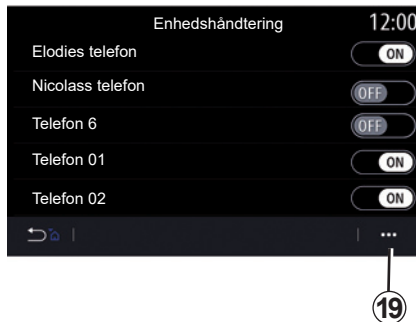 Enhedshåndtering 12:00
Elodies telefon ON
Nicolass telefon OFF
Telefon 6 OFF
Telefon 01 ON
Telefon 02 ON
19